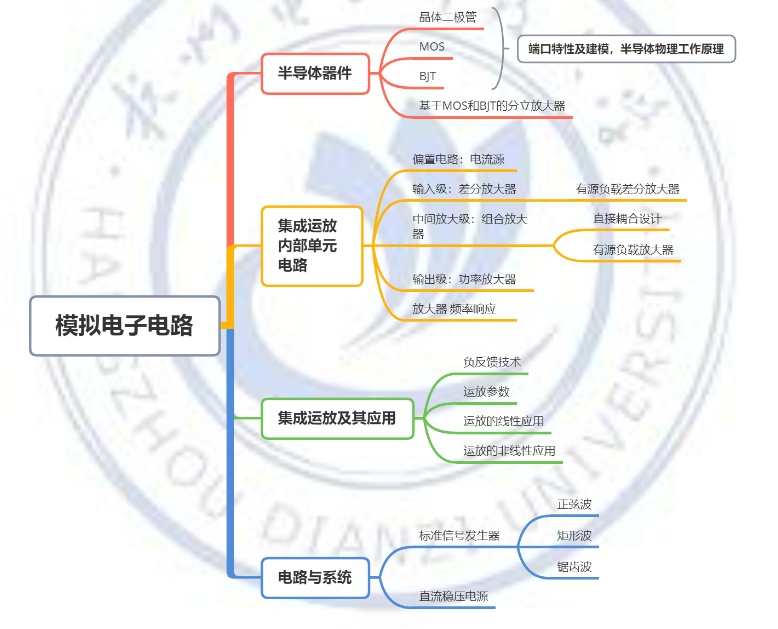 模拟电子电路
半导体器件
晶体二极管
MOS
BJT
端口特性及建模，半导体物理工作原理
基于MOS和BJT的分立放大器
集成运放
内部单元
电路
偏置电路：电流源
输入级：差分放大器
有源负载差分放大器
中间放大级：组合放大
器
直接耦合设计
有源负载放大器
输出级：功率放大器
放大器 频率响应
集成运放及其应用
负反馈技术
运放参数
运放的线性应用
运放的非线性应用
电路与系统
标准信号发生器
正弦波
矩形波
锯齿波
直流稳压电源
HANGZHOU DIANZI UNIVERSITY